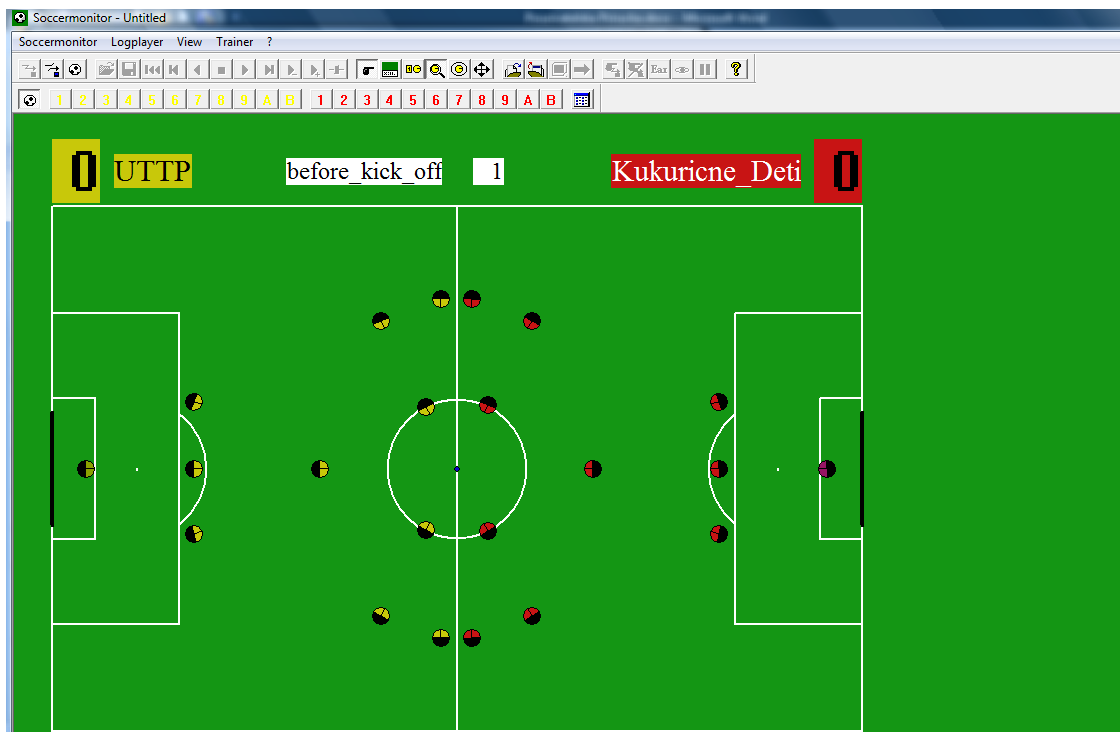 Soccermonitor - Untitled
Soccermonitor Logplayer View Trainer ?
Ear ?
1 2 3 4 5 6 7 8 9 A B 1 2 3 4 5 6 7 8 9 A B
0 UTTP before_kick_off 1 Kukuricne_Deti 0